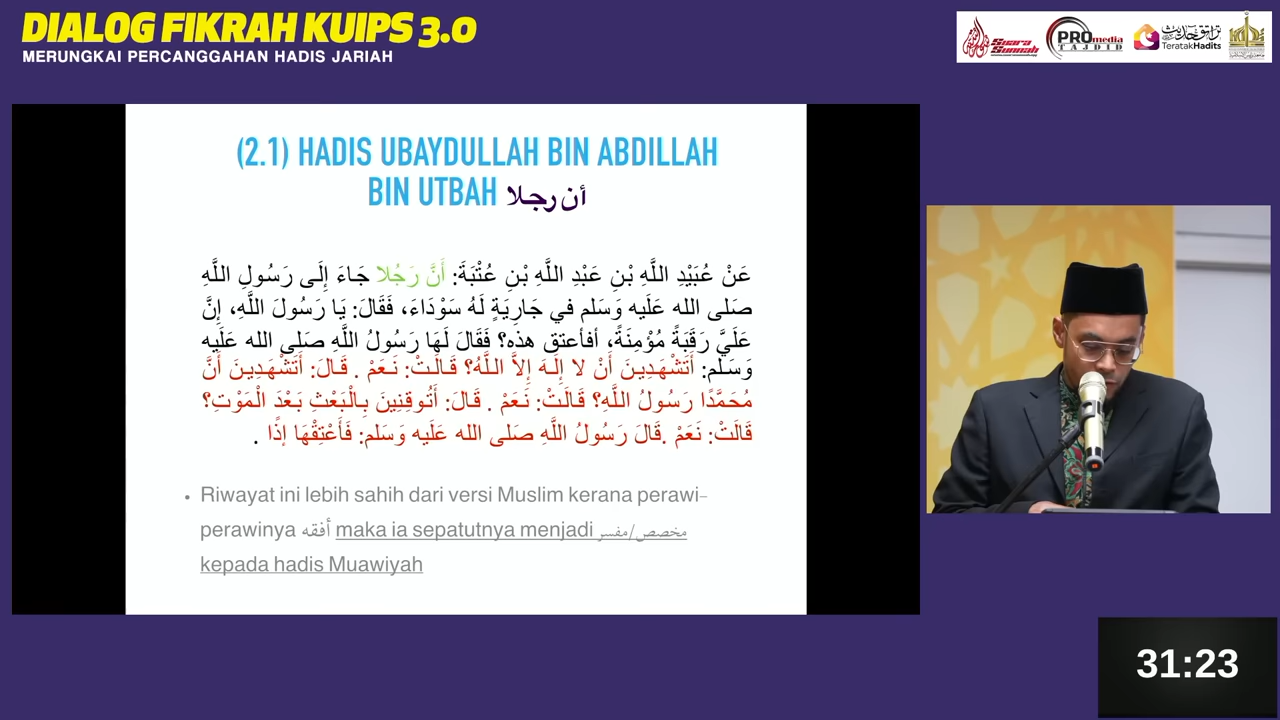 DIALOG FIKRAH KUIPS 3.0
MERUNGKAI PERCANGGAHAN HADIS JARIAH
Suara Sunnah
PROmedia
TAJDID
TeratakHadits
(2.1) HADIS UBAYDULLAH BIN ABDILLAH
BIN UTBAH أن رجلا
عَنْ عُبَيْدِ اللَّهِ بْنِ عَبْدِ اللَّهِ بْنِ عُتْبَةَ: أَنَّ رَجُلا جَاءَ إِلَى رَسُولِ اللَّهِ
صَلى الله عَلَيه وَسَلم في جَارِيَةٍ لَهُ سَوْدَاءَ، فَقَالَ: يَا رَسُولَ اللَّهِ، إِنَّ
عَلَيَّ رَقَبَةً مُؤْمِنَةً، أفأعتق هذه؟ فَقَالَ لَهَا رَسُولُ اللَّهِ صَلى الله عَلَيه
وَسَلم: أَتَشْهَدِينَ أَنْ لا إِلَهَ إِلاَّ اللَّهُ؟ قَالَتْ: نَعَمْ . قَالَ: أَتَشْهَدِينَ أَنَّ
مُحَمَّدًا رَسُولُ اللَّهِ؟ قَالَتْ: نَعَمْ . قَالَ: أَتُوقِنِينَ بِالْبَعْثِ بَعْدَ الْمَوْتِ؟
قَالَتْ: نَعَمْ .قَالَ رَسُولُ اللَّهِ صَلى الله عَلَيه وَسَلم: فَأَعْتِقْهَا إِذًا .
• Riwayat ini lebih sahih dari versi Muslim kerana perawi-
perawinya أفقه maka ia sepatutnya menjadi مخصص/مفسر
kepada hadis Muawiyah
31:23